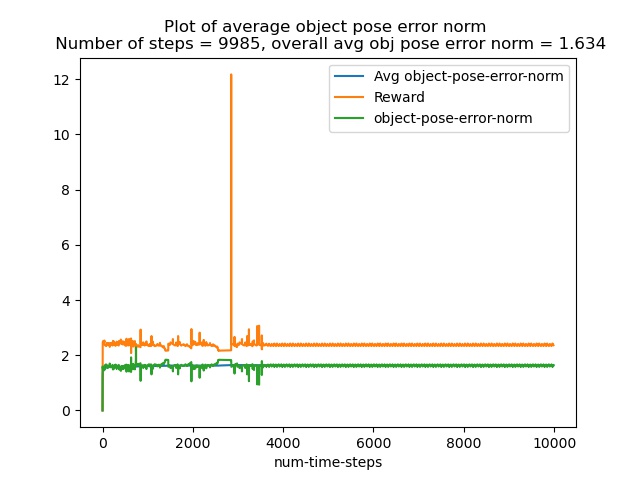 Plot of average object pose error norm
Number of steps = 9985, overall avg obj pose error norm = 1.634
Avg object-pose-error-norm
Reward
object-pose-error-norm
12
10
8
6
4
2
0
0 2000 4000 6000 8000 10000
num-time-steps